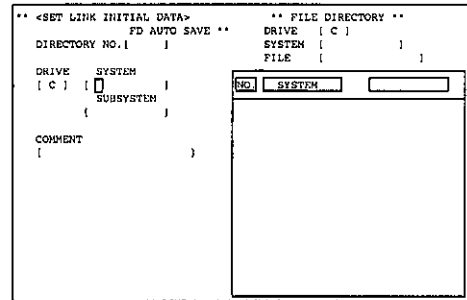 ** <SET LINK INITIAL DATA>
FD AUTO SAVE **
DIRECTORY NO.[ ]
DRIVE SYSTEM
[ C ] [ ]
SUBSYSTEM
[ ]
COMMENT
[ ]
** FILE DIRECTORY **
DRIVE [ C ]
SYSTEM [ ]
FILE [ ]
NO. SYSTEM